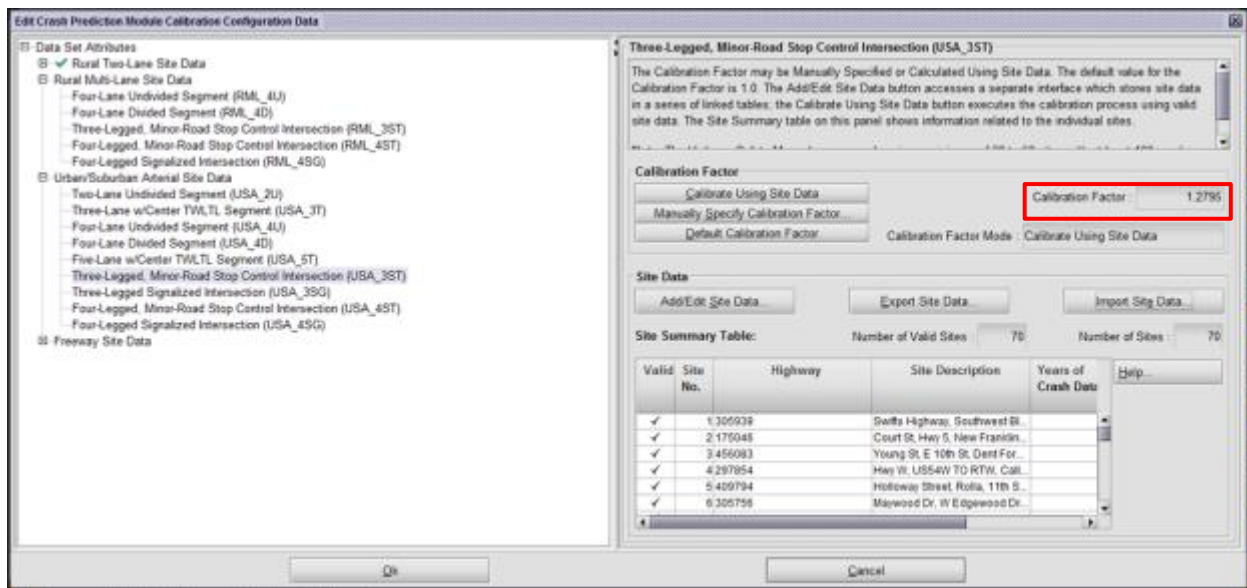 Edit Crash Prediction Module Calibration Configuration Data
Data Set Attributes
Rural Two-Lane Site Data
Rural Multi-Lane Site Data
Four-Lane Undivided Segment (RML_4U)
Four-Lane Divided Segment (RML_4D)
Three-Legged, Minor-Road Stop Control Intersection (RML_3ST)
Four-Legged, Minor-Road Stop Control Intersection (RML_4ST)
Four-Legged Signalized Intersection (RML_4SG)
Urban/Suburban Arterial Site Data
Two-Lane Undivided Segment (USA_2U)
Three-Lane w/Center TWLTL Segment (USA_3T)
Four-Lane Undivided Segment (USA_4U)
Four-Lane Divided Segment (USA_4D)
Five-Lane w/Center TWLTL Segment (USA_5T)
Three-Legged, Minor-Road Stop Control Intersection (USA_3ST)
Three-Legged Signalized Intersection (USA_3SG)
Four-Legged, Minor-Road Stop Control Intersection (USA_4ST)
Four-Legged Signalized Intersection (USA_4SG)
Freeway Site Data
Three-Legged, Minor-Road Stop Control Intersection (USA_3ST)
The Calibration Factor may be Manually Specified or Calculated Using Site Data. The default value for the
Calibration Factor is 1.0. The Add/Edit Site Data button accesses a separate interface which stores site data
in a series of linked tables; the Calibrate Using Site Data button executes the calibration process using valid
site data. The Site Summary table on this panel shows information related to the individual sites.
Calibration Factor
Calibrate Using Site Data
Calibration Factor : 1.2795
Manually Specify Calibration Factor...
Default Calibration Factor
Calibration Factor Mode : Calibrate Using Site Data
Site Data
Add/Edit Site Data... Export Site Data... Import Site Data...
Site Summary Table: Number of Valid Sites : 70 Number of Sites : 70
Valid Site No. Highway Site Description Years of Crash Data Help...
✓ 1 305939 Swifts Highway, Southwest Bl...
✓ 2 175048 Court St, Hwy 5, New Franklin...
✓ 3 456083 Young St, E 10th St, Dent For...
✓ 4 297854 Hwy W, US54W TO RTW, Call...
✓ 5 409794 Holloway Street, Rolla, 11th S...
✓ 6 305756 Maywood Dr, W Edgewood Dr...
Ok Cancel